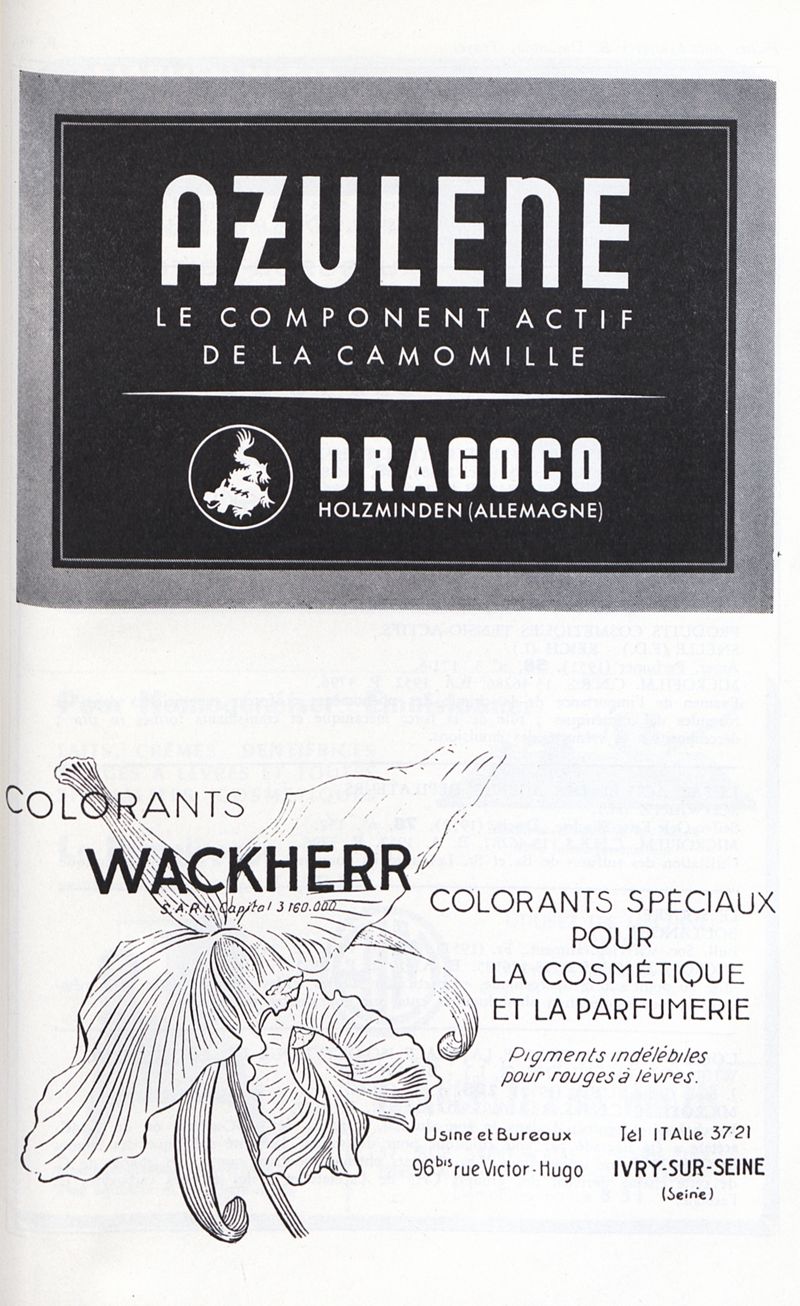 AZULENE
LE COMPONENT ACTIF
DE LA CAMOMILLE
DRAGOCO
HOLZMINDEN (ALLEMAGNE)
COLORANTS
WACKHERR
S.A.R.L. Capital 3 160.000
COLORANTS SPÉCIAUX
POUR
LA COSMÉTIQUE
ET LA PARFUMERIE
Pigments indélébiles
pour rouges à lèvres.
Usine et Bureaux
96bis rue Victor-Hugo
Tél ITAlie 37-21
IVRY-SUR-SEINE
(Seine)